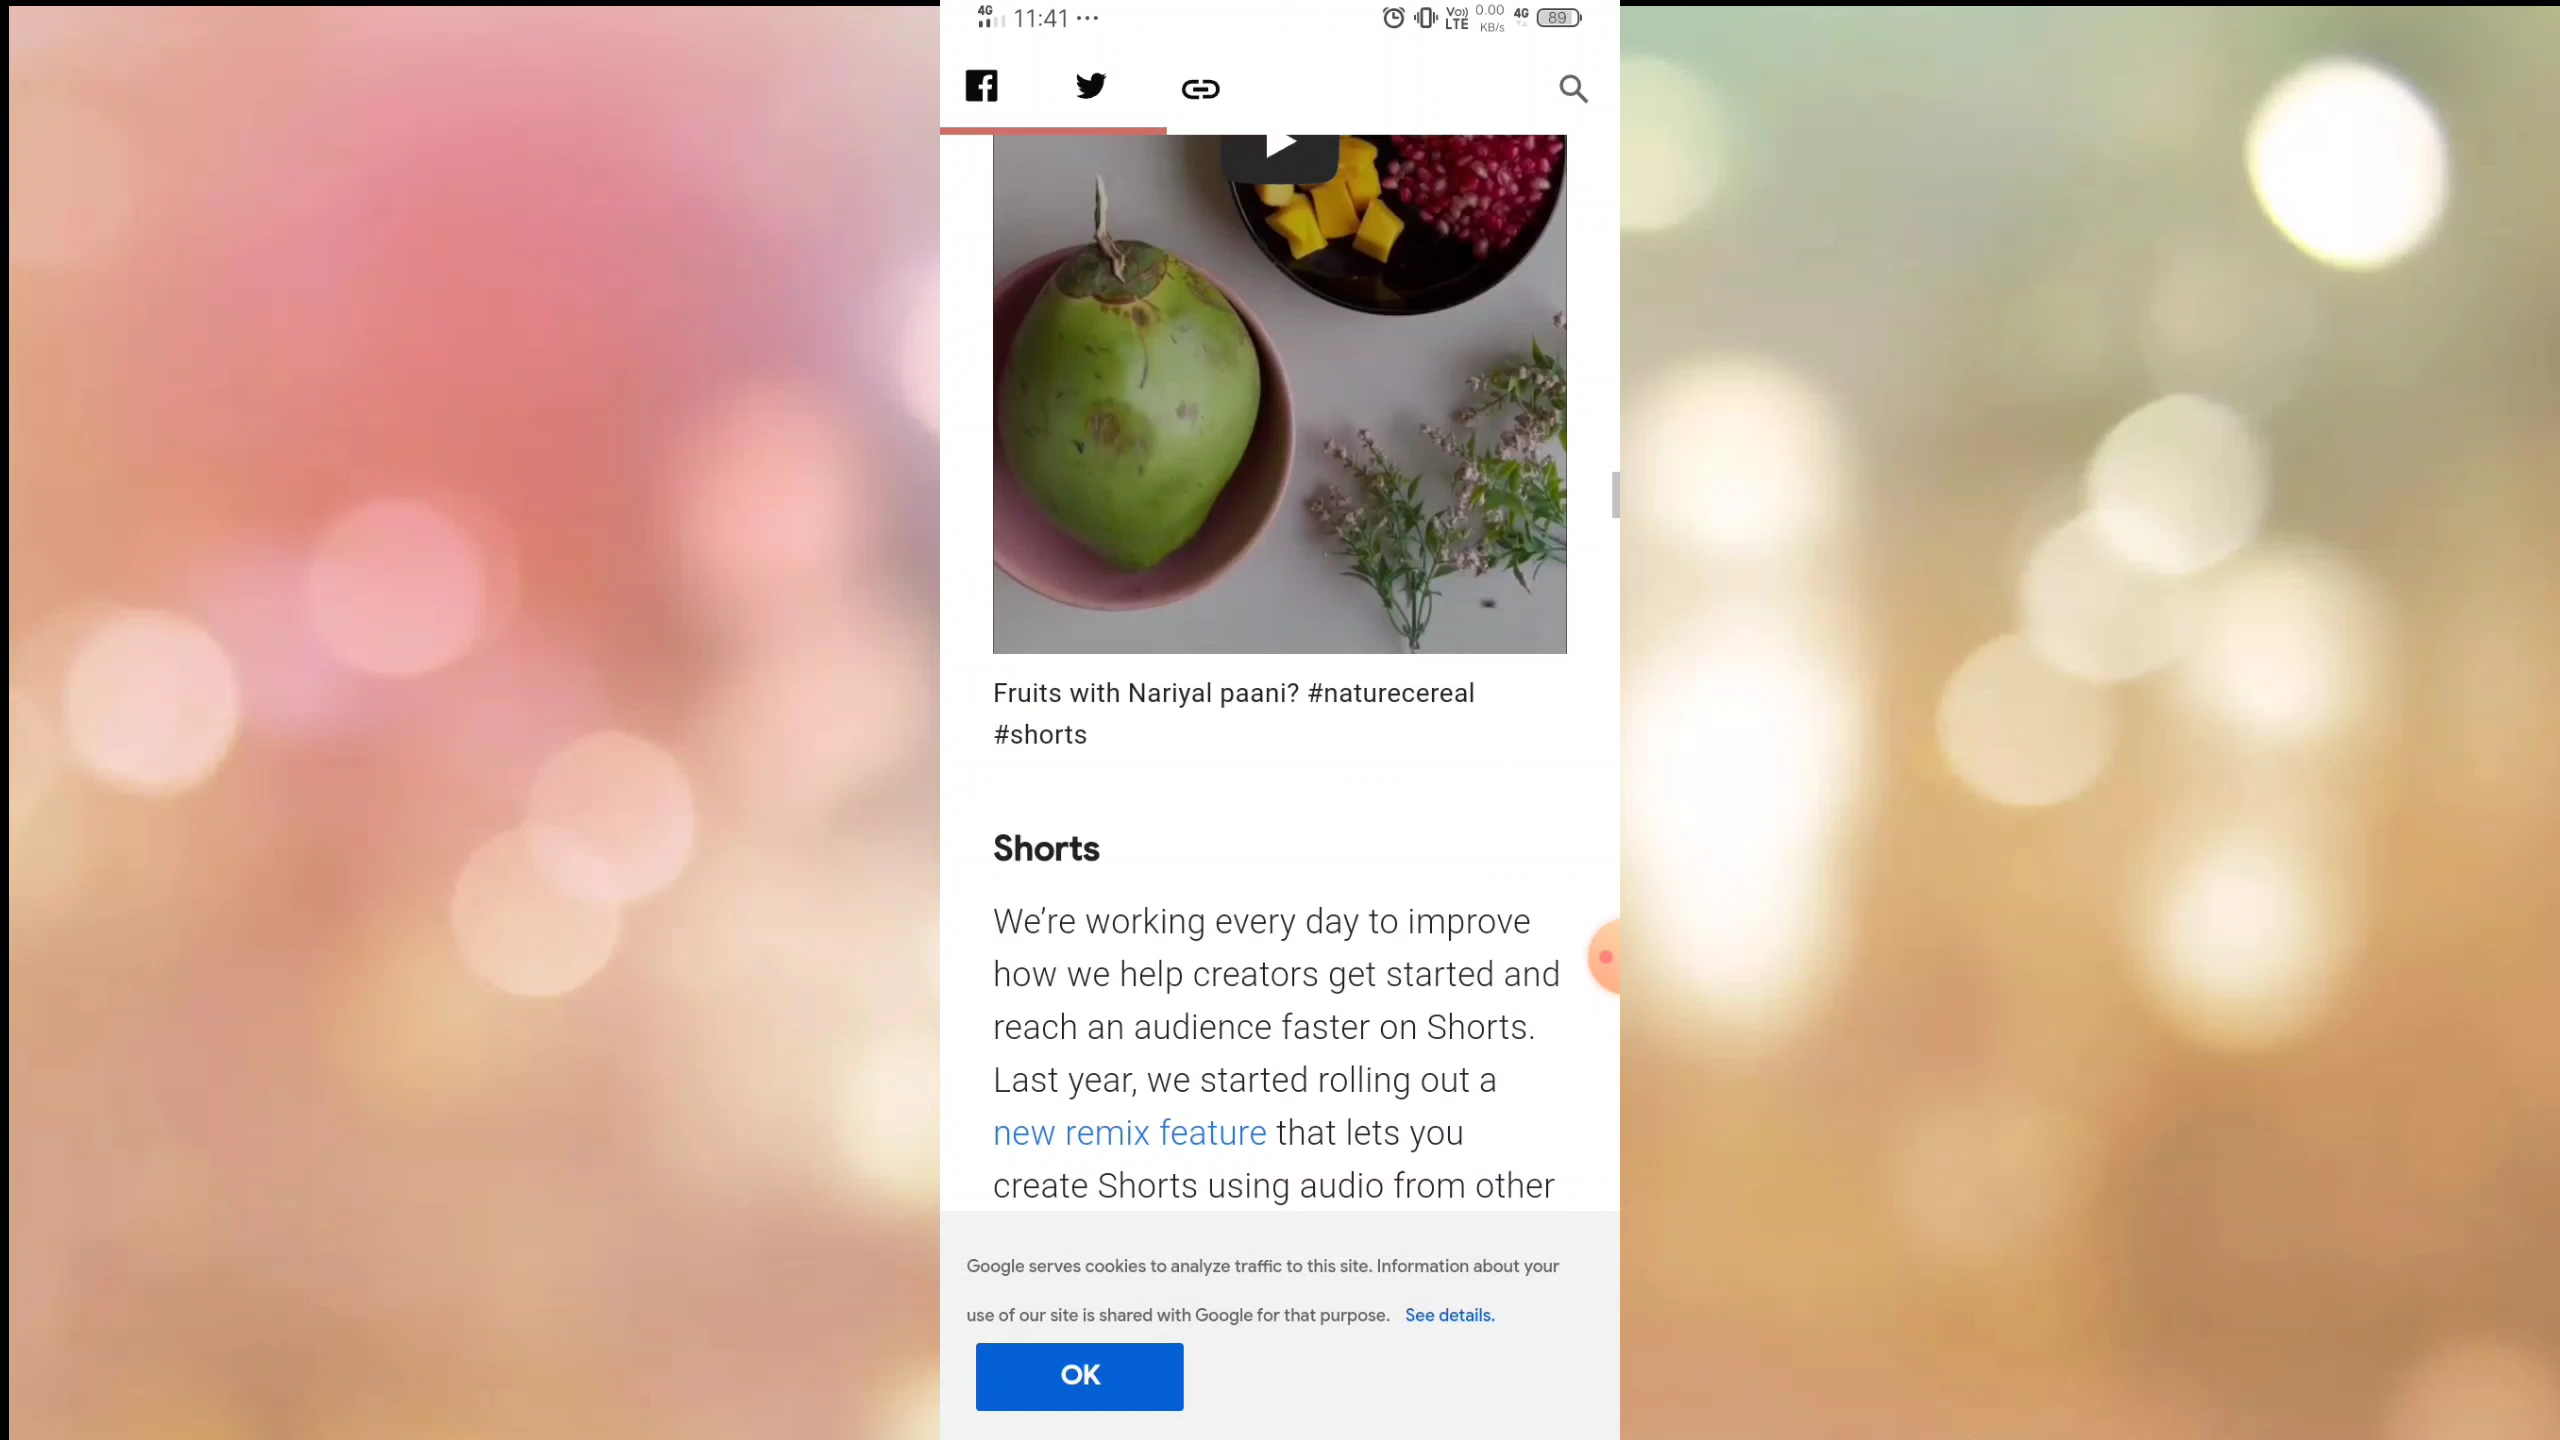 4G 11:41 ••• Vo)) LTE 0.00 KB/s 4G 89
Fruits with Nariyal paani? #naturecereal
#shorts
Shorts
We’re working every day to improve
how we help creators get started and
reach an audience faster on Shorts.
Last year, we started rolling out a
new remix feature that lets you
create Shorts using audio from other
Google serves cookies to analyze traffic to this site. Information about your
use of our site is shared with Google for that purpose. See details.
OK